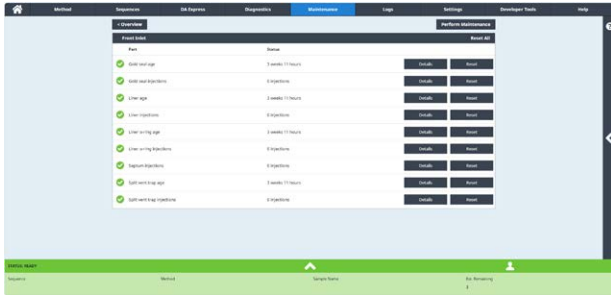 Method Sequences DA Express Diagnostics Maintenance Logs Settings Developer Tools Help
< Overview Perform Maintenance
Front Inlet Reset All
Part Status
Gold seal age 3 weeks 11 hours Details Reset
Gold seal injections 0 Injections Details Reset
Liner age 3 weeks 11 hours Details Reset
Liner injections 0 Injections Details Reset
Liner o-ring age 3 weeks 11 hours Details Reset
Liner o-ring injections 0 Injections Details Reset
Septum injections 0 Injections Details Reset
Split vent trap age 3 weeks 11 hours Details Reset
Split vent trap injections 0 Injections Details Reset
STATUS: READY
Sequence Method Sample Name Est. Remaining